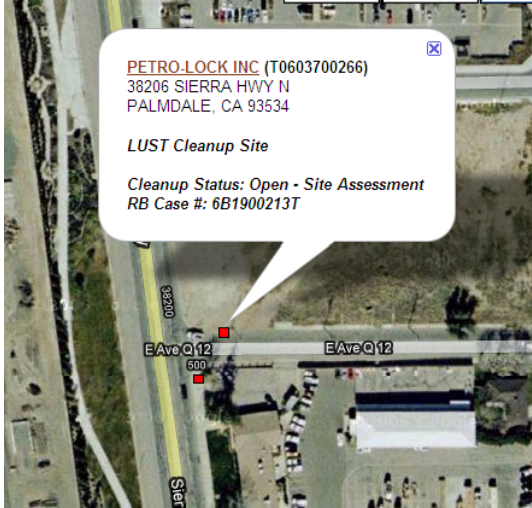 PETRO-LOCK INC (T0603700266)
38206 SIERRA HWY N
PALMDALE, CA 93534
LUST Cleanup Site
Cleanup Status: Open - Site Assessment
RB Case #: 6B1900213T
38200
E Ave Q 12
E Ave Q 12
500
Sier